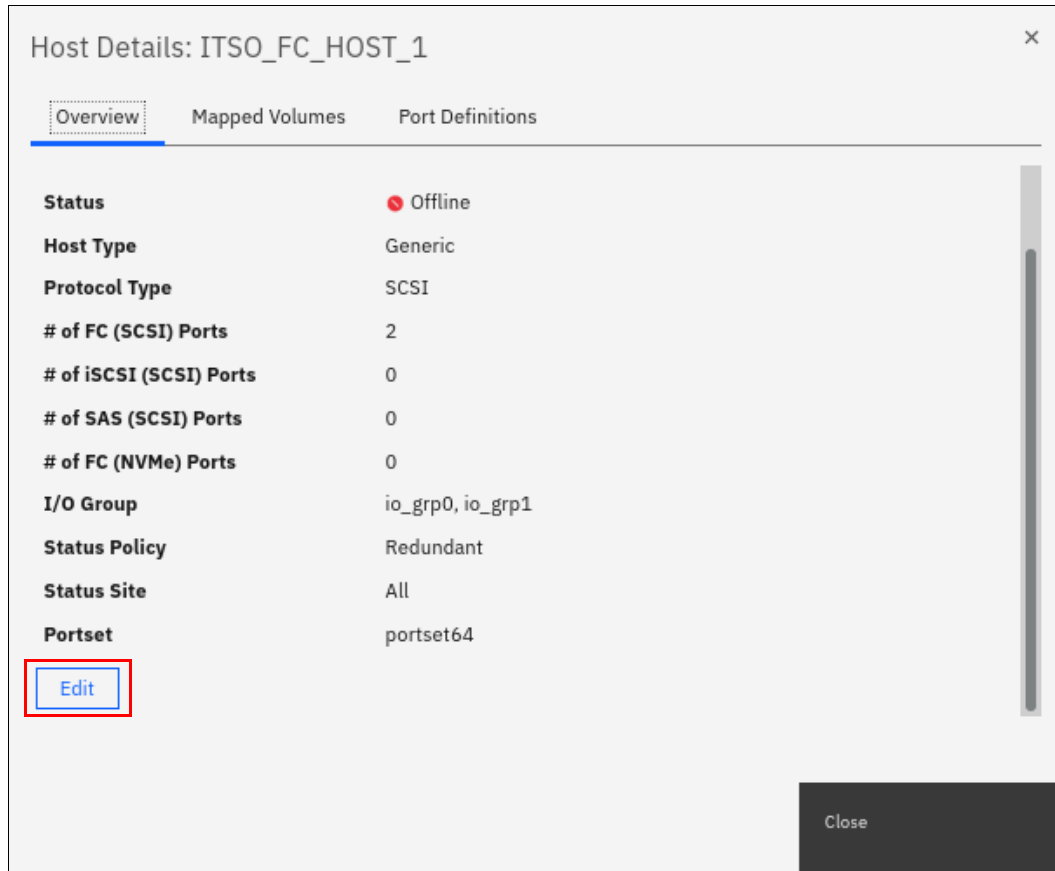 Host Details: ITSO_FC_HOST_1
Overview Mapped Volumes Port Definitions
Status Offline
Host Type Generic
Protocol Type SCSI
# of FC (SCSI) Ports 2
# of iSCSI (SCSI) Ports 0
# of SAS (SCSI) Ports 0
# of FC (NVMe) Ports 0
I/O Group io_grp0, io_grp1
Status Policy Redundant
Status Site All
Portset portset64
Edit
Close